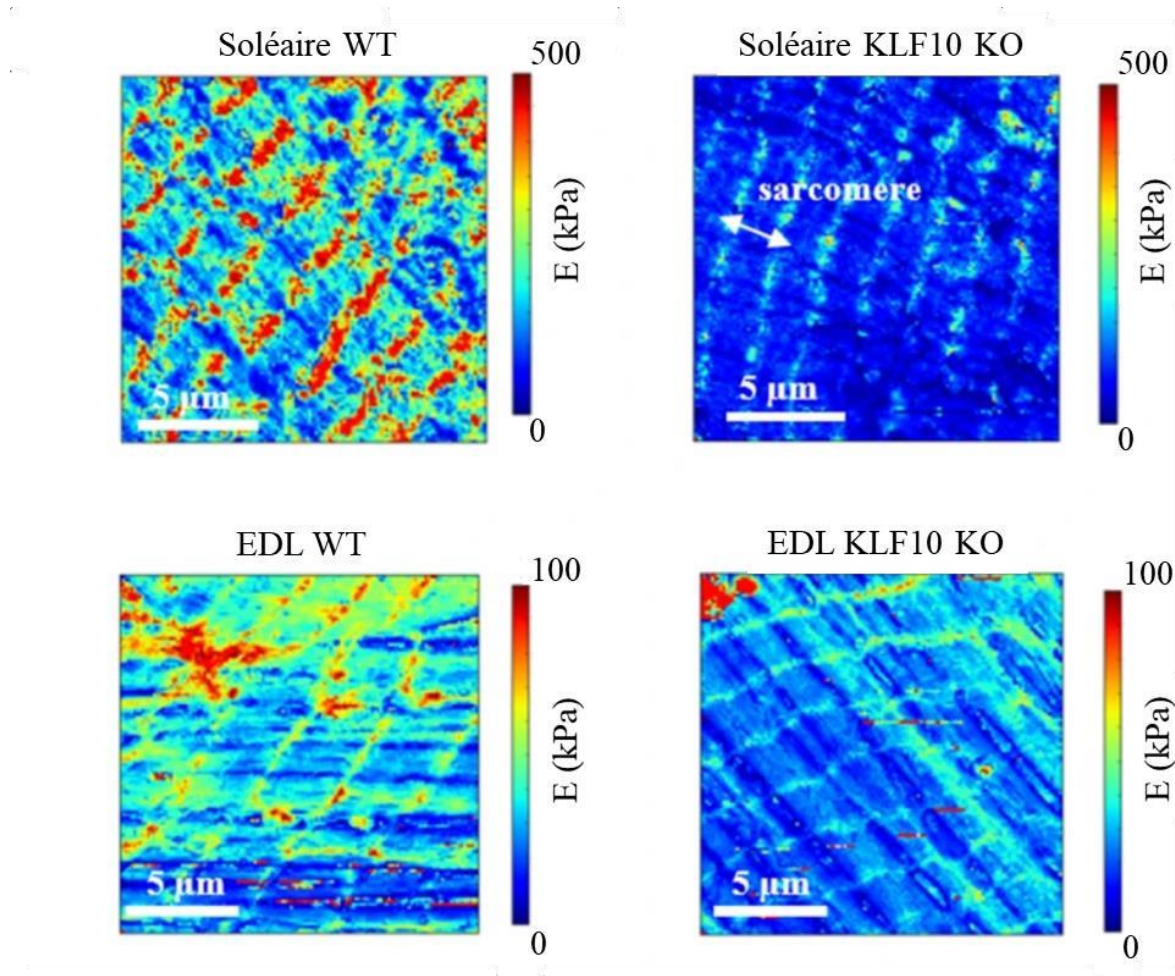 Soléaire WT
500
E (kPa)
0
5 µm
Soléaire KLF10 KO
500
E (kPa)
0
sarcomere
5 µm
EDL WT
100
E (kPa)
0
5 µm
EDL KLF10 KO
100
E (kPa)
0
5 µm